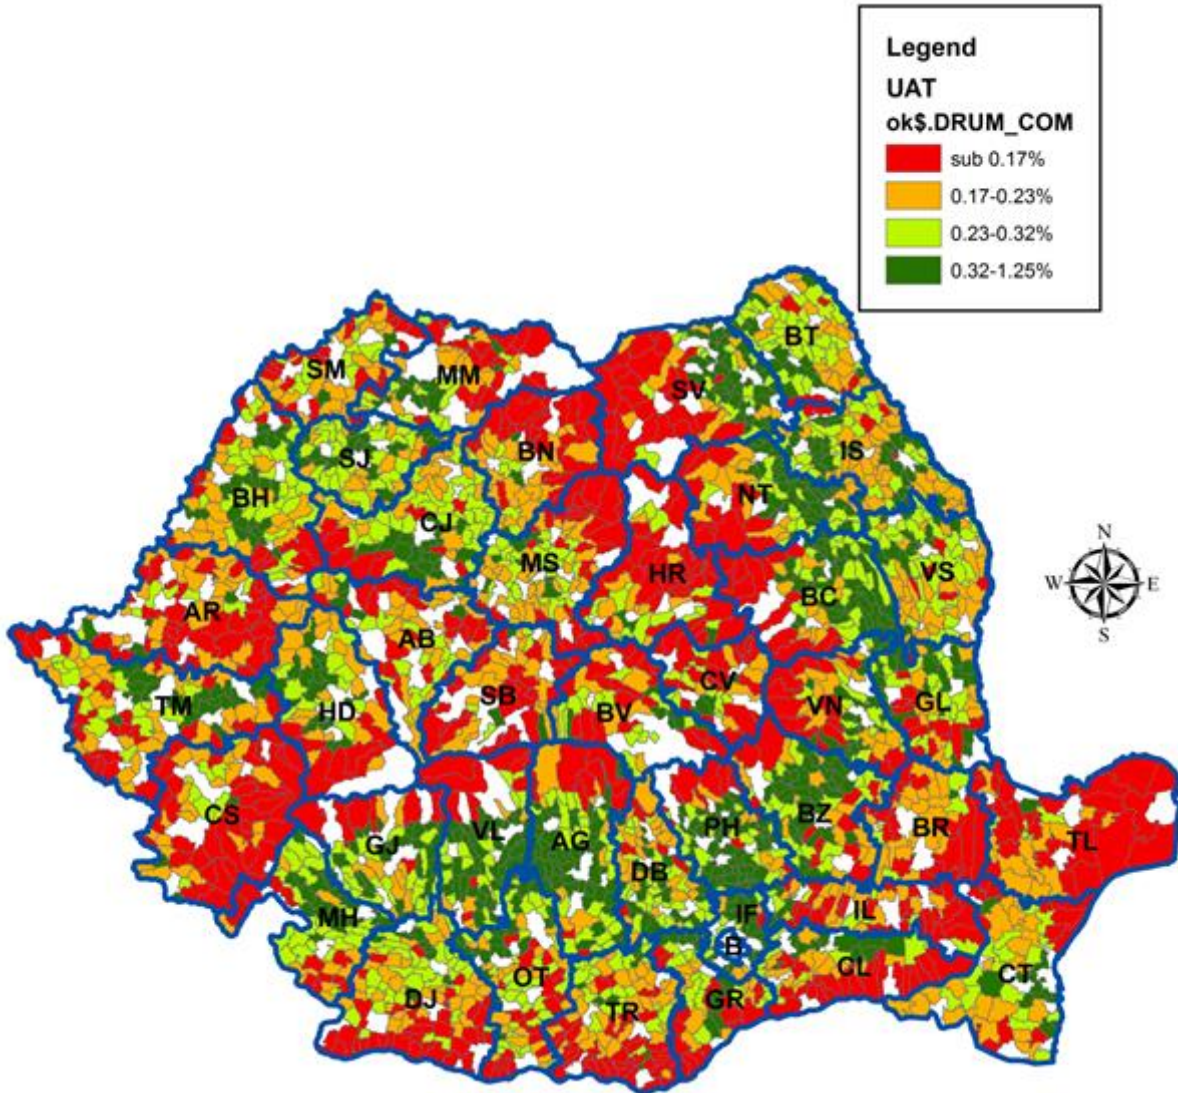 Legend
UAT
ok$.DRUM_COM
sub 0.17%
0.17-0.23%
0.23-0.32%
0.32-1.25%
BT
SM
MM
SV
BN
IS
SJ
BH
NT
CJ
MS
HR
BC
VS
N
W
E
S
AR
AB
TM
HD
SB
BV
CV
VN
GL
CS
GJ
VL
AG
PH
BZ
BR
TL
DB
MH
IF
IL
B
CL
CT
DJ
OT
TR
GR